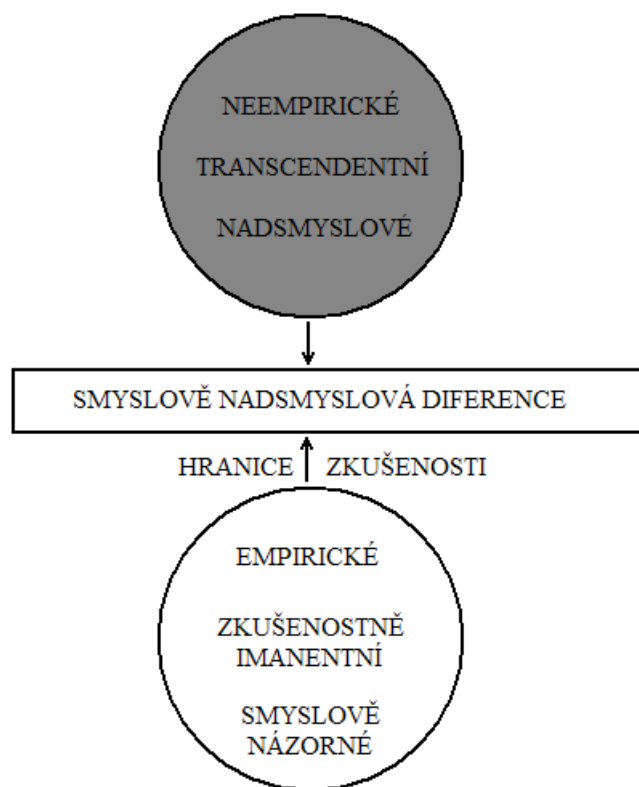 NEEMPIRICKÉ
TRANSCENDENTNÍ
NADSMYSLOVÉ
SMYSLOVĚ NADSMYSLOVÁ DIFERENCE
HRANICE ZKUŠENOSTI
EMPIRICKÉ
ZKUŠENOSTNĚ
IMANENTNÍ
SMYSLOVĚ
NÁZORNÉ